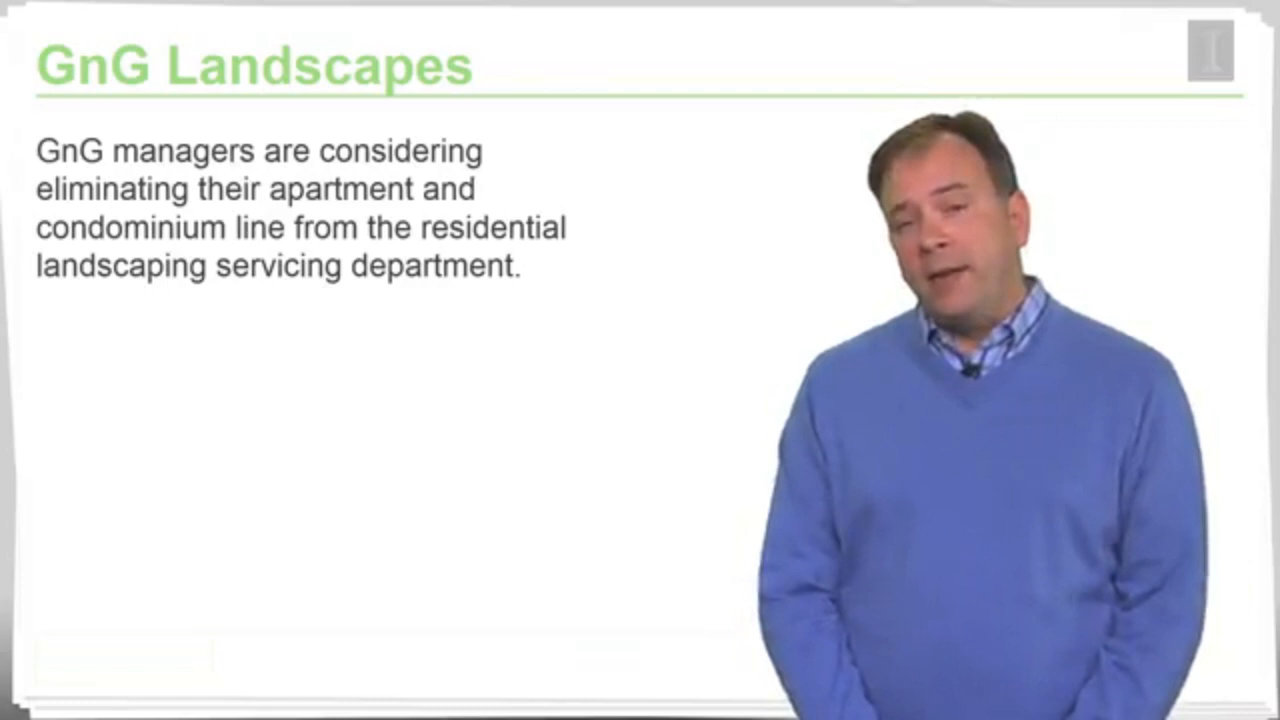 GnG Landscapes
GnG managers are considering
eliminating their apartment and
condominium line from the residential
landscaping servicing department.